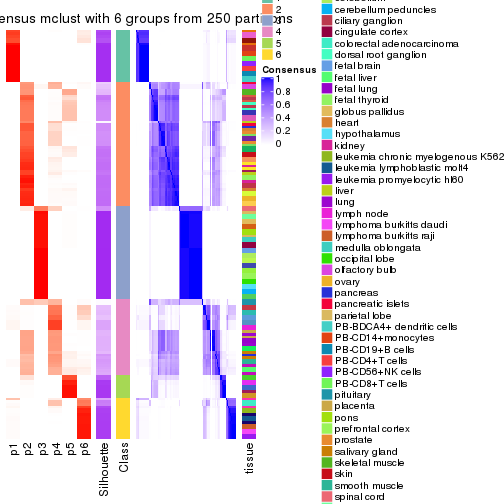 ensus mclust with 6 groups from 250 partitions
2
4
5
6
Consensus
1
0.8
0.6
0.4
0.2
0
cerebellum peduncles
ciliary ganglion
cingulate cortex
colorectal adenocarcinoma
dorsal root ganglion
fetal brain
fetal liver
fetal lung
fetal thyroid
globus pallidus
heart
hypothalamus
kidney
leukemia chronic myelogenous K562
leukemia lymphoblastic molt4
leukemia promyelocytic hl60
liver
lung
lymph node
lymphoma burkitts daudi
lymphoma burkitts raji
medulla oblongata
occipital lobe
olfactory bulb
ovary
pancreas
pancreatic islets
parietal lobe
PB-BDCA4+ dendritic cells
PB-CD14+monocytes
PB-CD19+B cells
PB-CD4+T cells
PB-CD56+NK cells
PB-CD8+T cells
pituitary
placenta
pons
prefrontal cortex
prostate
salivary gland
skeletal muscle
skin
smooth muscle
spinal cord
p1
p2
p3
p4
p5
p6
Silhouette
Class
tissue